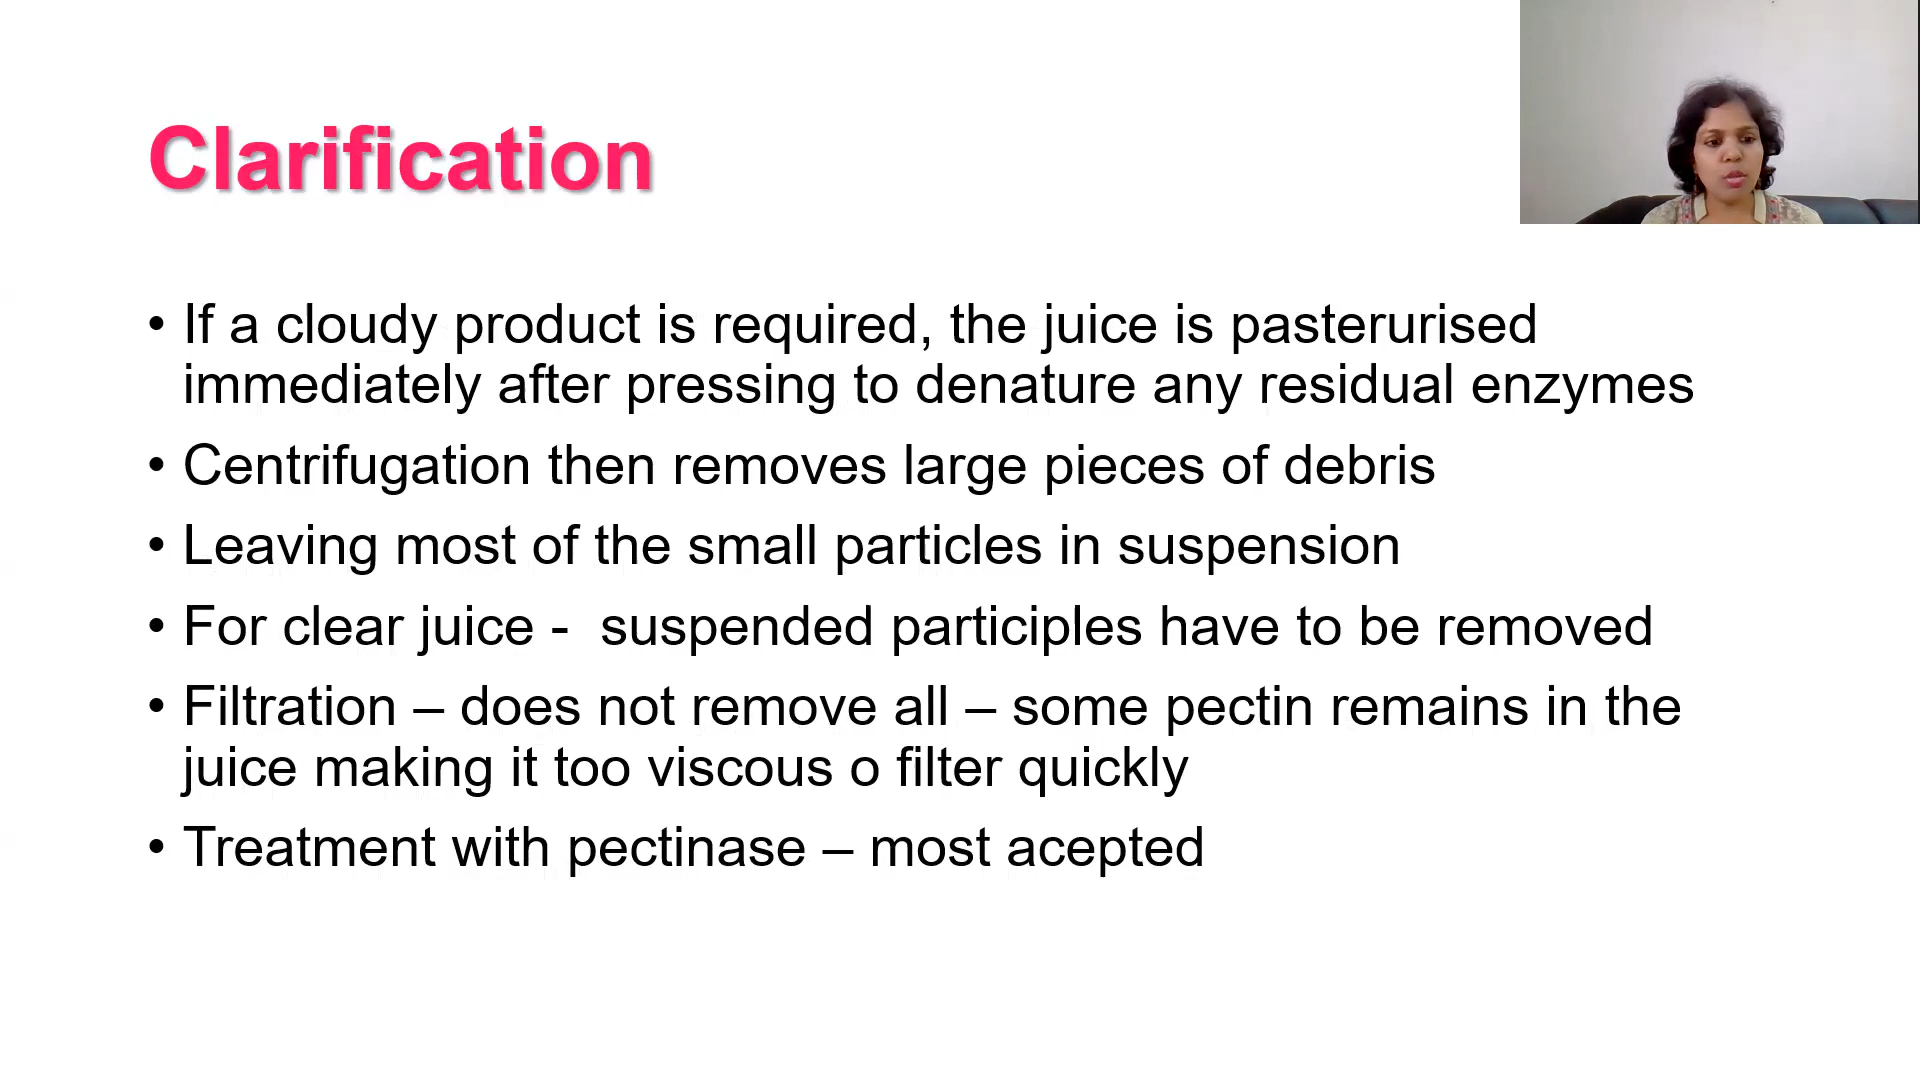 Clarification
• If a cloudy product is required, the juice is pasterurised
immediately after pressing to denature any residual enzymes
• Centrifugation then removes large pieces of debris
• Leaving most of the small particles in suspension
• For clear juice -  suspended participles have to be removed
• Filtration – does not remove all – some pectin remains in the
juice making it too viscous o filter quickly
• Treatment with pectinase – most acepted